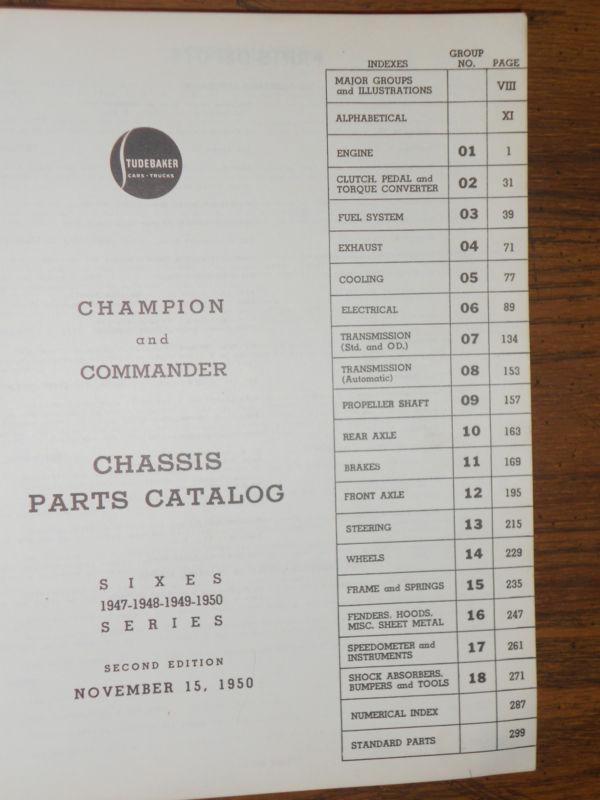 STUDEBAKER
CARS • TRUCKS
CHAMPION
and
COMMANDER
CHASSIS
PARTS CATALOG
SIXES
1947-1948-1949-1950
SERIES
SECOND EDITION
NOVEMBER 15, 1950
INDEXES GROUP NO. PAGE
MAJOR GROUPS
and ILLUSTRATIONS VIII
ALPHABETICAL XI
ENGINE 01 1
CLUTCH, PEDAL and
TORQUE CONVERTER 02 31
FUEL SYSTEM 03 39
EXHAUST 04 71
COOLING 05 77
ELECTRICAL 06 89
TRANSMISSION
(Std. and O.D.) 07 134
TRANSMISSION
(Automatic) 08 153
PROPELLER SHAFT 09 157
REAR AXLE 10 163
BRAKES 11 169
FRONT AXLE 12 195
STEERING 13 215
WHEELS 14 229
FRAME and SPRINGS 15 235
FENDERS, HOODS,
MISC. SHEET METAL 16 247
SPEEDOMETER and
INSTRUMENTS 17 261
SHOCK ABSORBERS,
BUMPERS and TOOLS 18 271
NUMERICAL INDEX 287
STANDARD PARTS 299